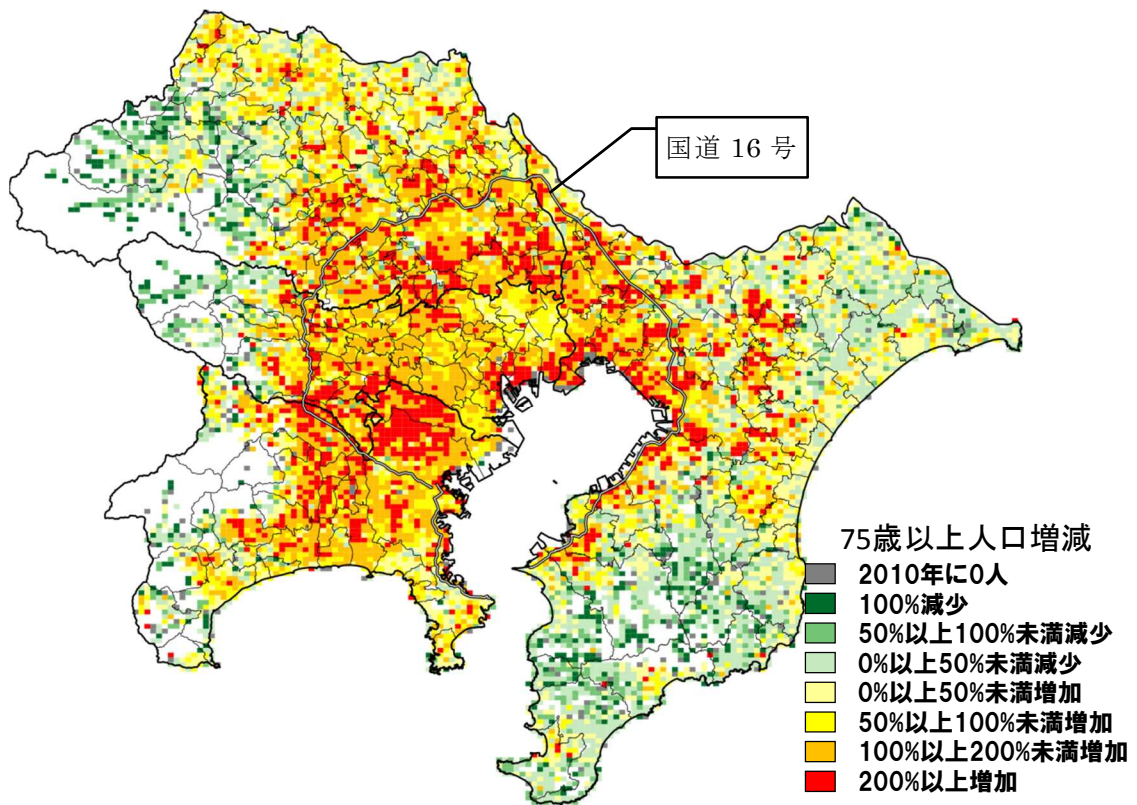 国道 16 号
75歳以上人口増減
2010年に0人
100%減少
50%以上100%未満減少
0%以上50%未満減少
0%以上50%未満増加
50%以上100%未満増加
100%以上200%未満増加
200%以上増加